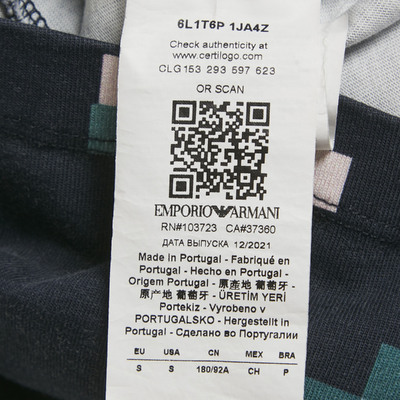 6L1T6P 1JA4Z
Check authenticity at
www.certilogo.com
CLG 153 293 597 623
OR SCAN
EMPORIO ARMANI
RN#103723 CA#37360
ДАТА ВЫПУСКА 12/2021
Made in Portugal - Fabriqué en
Portugal - Hecho en Portugal -
Origem Portugal - 原產地 葡萄牙 -
原产地 葡萄牙 - ÜRETİM YERİ
Portekiz - Vyrobeno v
PORTUGALSKO - Hergestellt in
Portugal - Сделано во Португалии
EU USA CN MEX BRA
S S 180/92A CH P